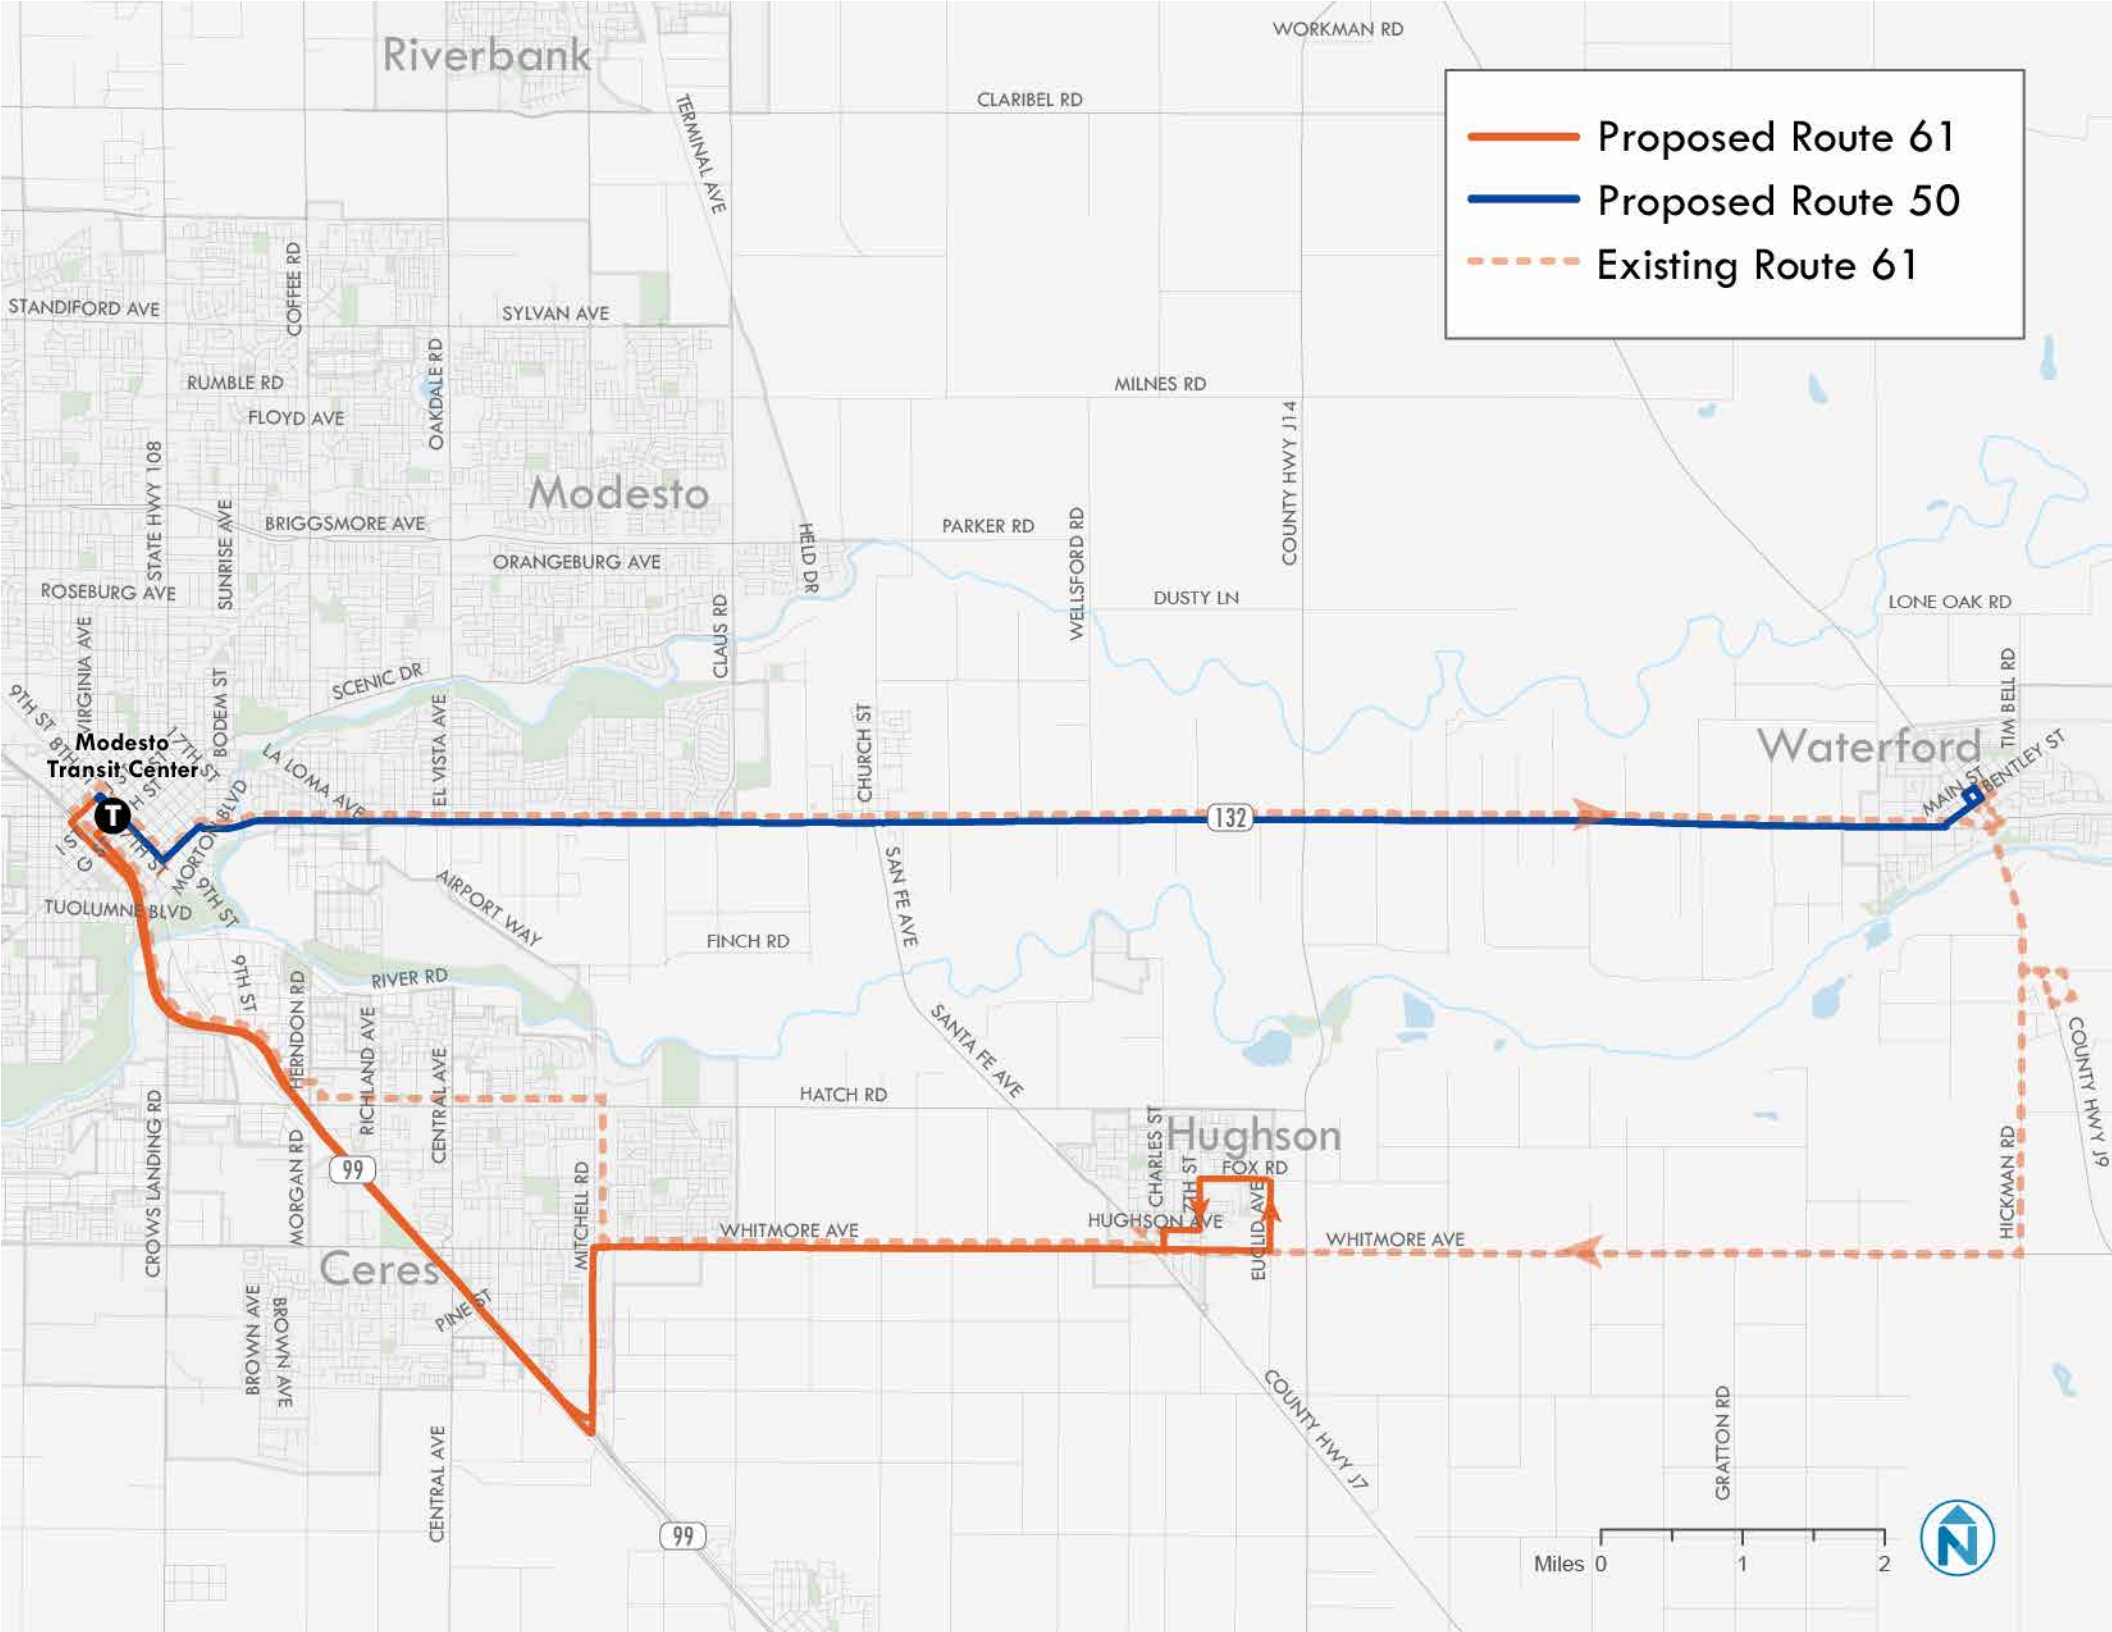 Riverbank
WORKMAN RD
CLARIBEL RD
TERMINAL AVE
Proposed Route 61
Proposed Route 50
Existing Route 61
COFFEE RD
STANDIFORD AVE
SYLVAN AVE
OAKDALE RD
RUMBLE RD
FLOYD AVE
MILNES RD
COUNTY HWY J14
STATE HWY 108
Modesto
SUNRISE AVE
BRIGGSMORE AVE
PARKER RD
WELLSFORD RD
HELD DR
ORANGEBURG AVE
ROSEBURG AVE
DUSTY LN
LONE OAK RD
CLAUS RD
VIRGINIA AVE
TIM BELL RD
SCENIC DR
BODEM ST
9TH ST
8TH
17TH ST
EL VISTA AVE
CHURCH ST
Modesto
Transit Center
LA LOMA AVE
Waterford
MAIN ST
BENTLEY ST
H ST
T
I ST
G ST
7TH ST
MORTON BLVD
132
9TH ST
TUOLUMNE BLVD
AIRPORT WAY
SAN FE AVE
FINCH RD
9TH ST
HERNDON RD
RIVER RD
RICHLAND AVE
CENTRAL AVE
SANTA FE AVE
COUNTY HWY J9
HATCH RD
CROWS LANDING RD
MORGAN RD
99
MITCHELL RD
Hughson
CHARLES ST
7TH ST
FOX RD
HICKMAN RD
HUGHSON AVE
EUCLID AVE
WHITMORE AVE
WHITMORE AVE
Ceres
PINE ST
BROWN AVE
BROWN AVE
COUNTY HWY J7
CENTRAL AVE
GRATTON RD
99
N
Miles 0 1 2